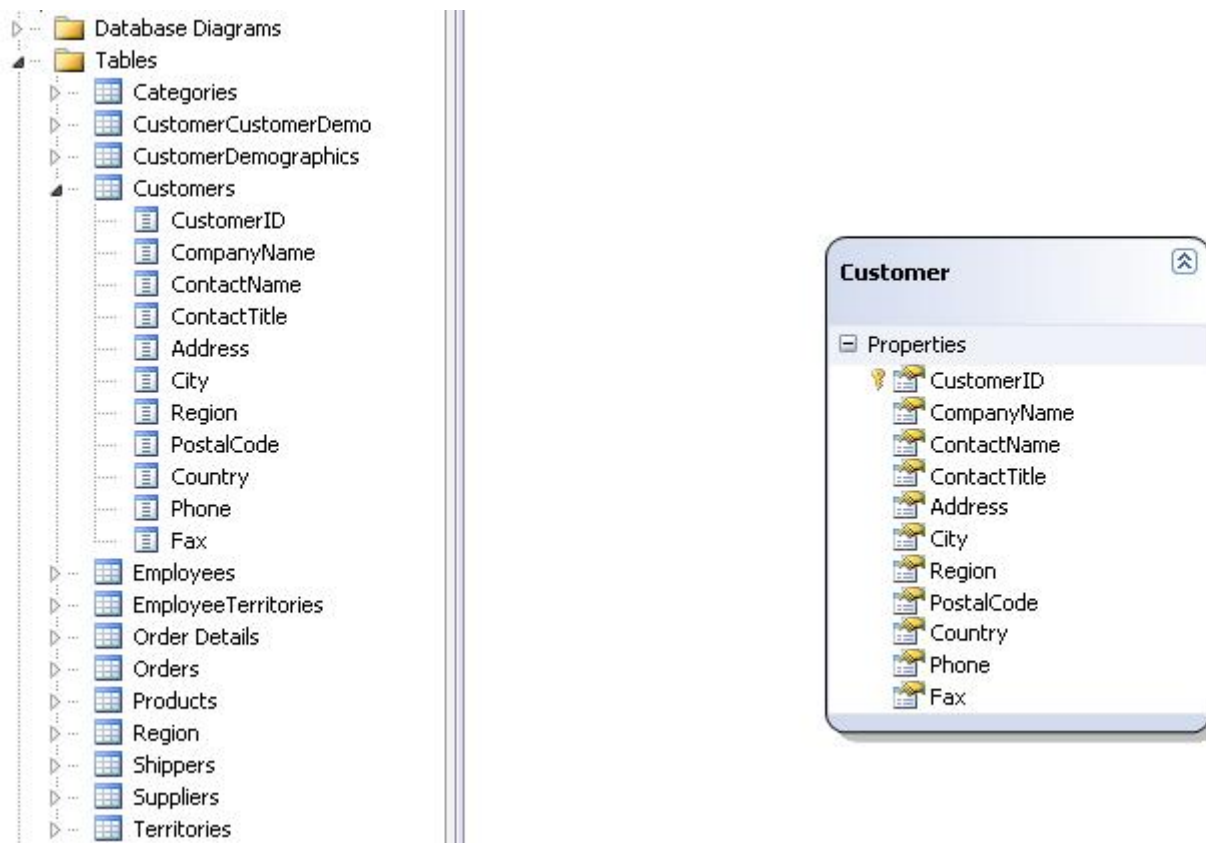 Database Diagrams
Tables
Categories
CustomerCustomerDemo
CustomerDemographics
Customers
CustomerID
CompanyName
ContactName
ContactTitle
Address
City
Region
PostalCode
Country
Phone
Fax
Employees
EmployeeTerritories
Order Details
Orders
Products
Region
Shippers
Suppliers
Territories
Customer
Properties
CustomerID
CompanyName
ContactName
ContactTitle
Address
City
Region
PostalCode
Country
Phone
Fax